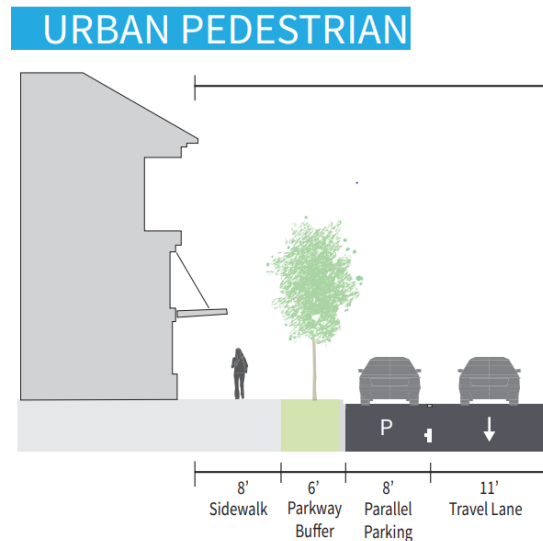 URBAN PEDESTRIAN
P
8’
Sidewalk
6’
Parkway
Buffer
8’
Parallel
Parking
11’
Travel Lane